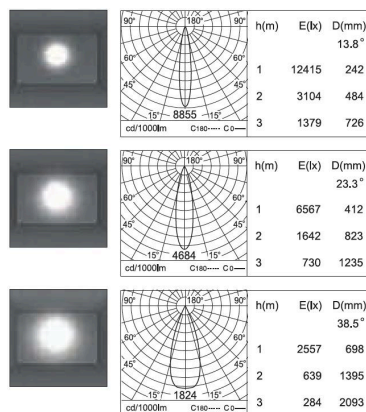 90° 180° 90°
60° 60°
45° 45°
15° 8855 15°
cd/1000lm C180----- C0—
h(m) E(lx) D(mm)
13.8°
1 12415 242
2 3104 484
3 1379 726
90° 180° 90°
60° 60°
45° 45°
15° 4684 15°
cd/1000lm C180----- C0—
h(m) E(lx) D(mm)
23.3°
1 6567 412
2 1642 823
3 730 1235
90° 180° 90°
60° 60°
45° 45°
15° 1824 15°
cd/1000lm C180----- C0—
h(m) E(lx) D(mm)
38.5°
1 2557 698
2 639 1395
3 284 2093